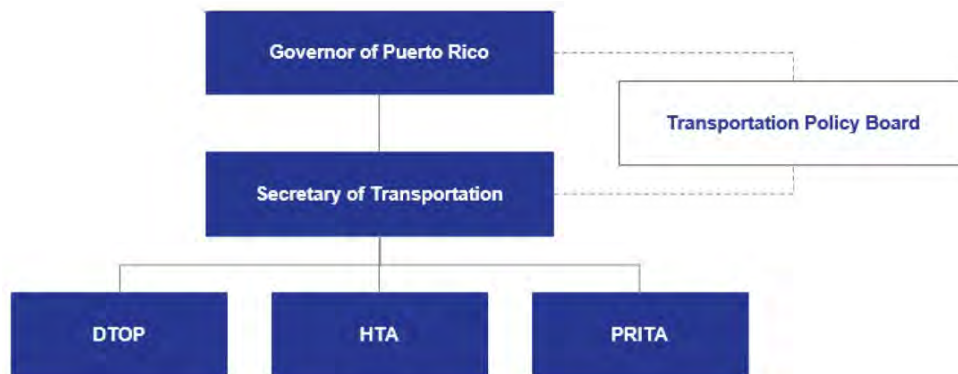 Governor of Puerto Rico
Transportation Policy Board
Secretary of Transportation
DTOP
HTA
PRITA